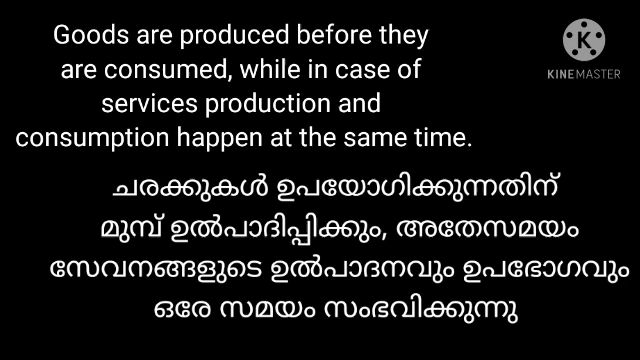 Goods are produced before they
are consumed, while in case of
services production and
consumption happen at the same time.
KINEMASTER
ചരക്കുകൾ ഉപയോഗിക്കുന്നതിന്
മുമ്പ് ഉൽപാദിപ്പിക്കും, അതേസമയം
സേവനങ്ങളുടെ ഉൽപാദനവും ഉപഭോഗവും
ഒരേ സമയം സംഭവിക്കുന്നു